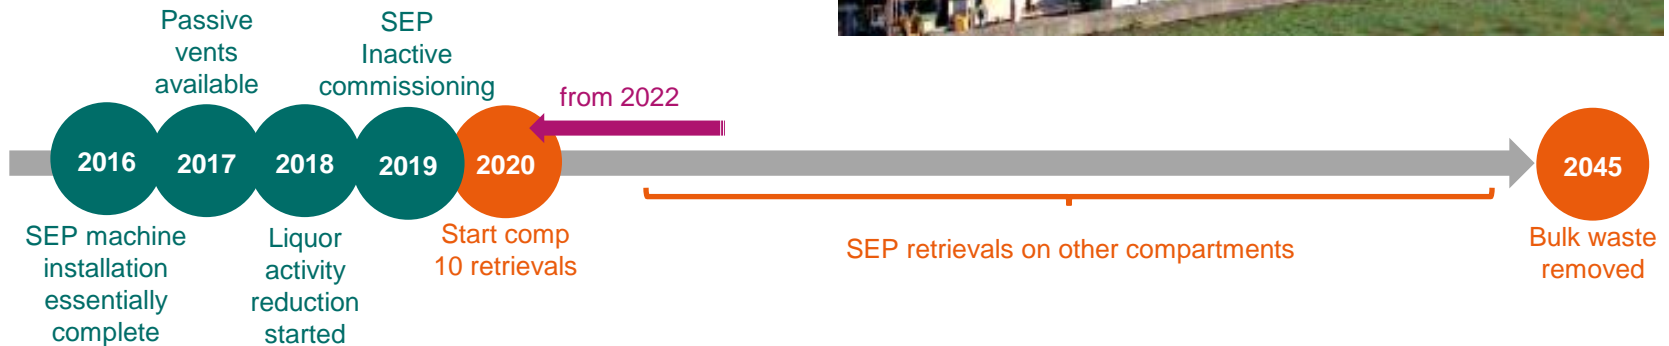 Passive
vents
available
SEP
Inactive
commissioning
from 2022
2016
2017
2018
2019
2020
2045
SEP machine
installation
essentially
complete
Liquor
activity
reduction
started
Start comp
10 retrievals
SEP retrievals on other compartments
Bulk waste
removed